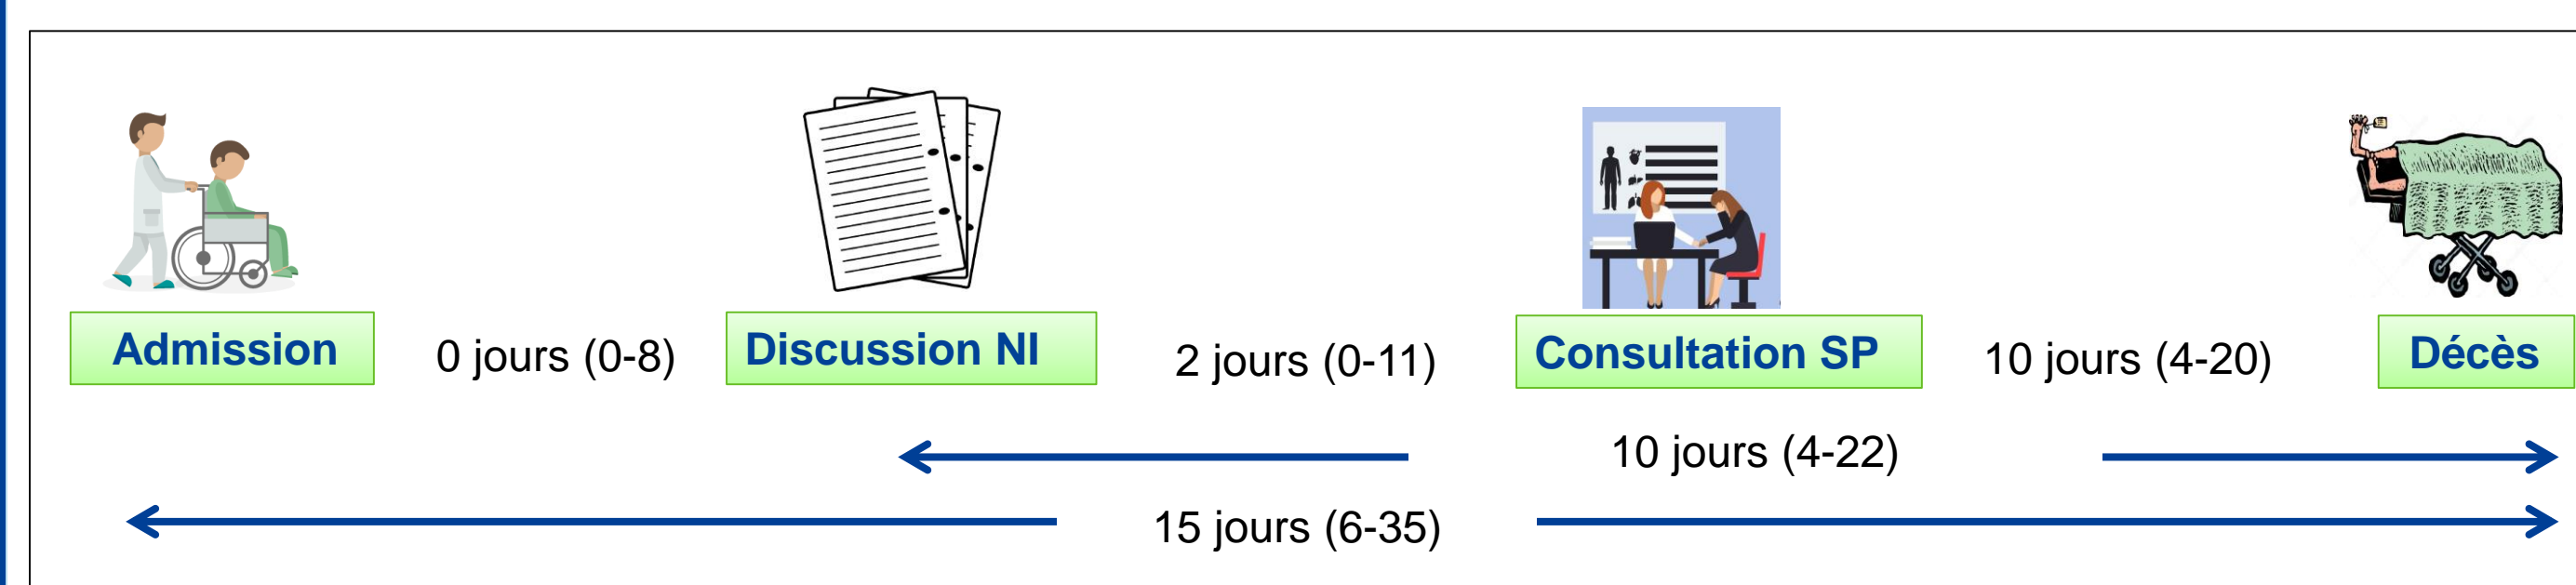 Admission
0 jours (0-8)
Discussion NI
2 jours (0-11)
Consultation SP
10 jours (4-20)
Décès
10 jours (4-22)
15 jours (6-35)